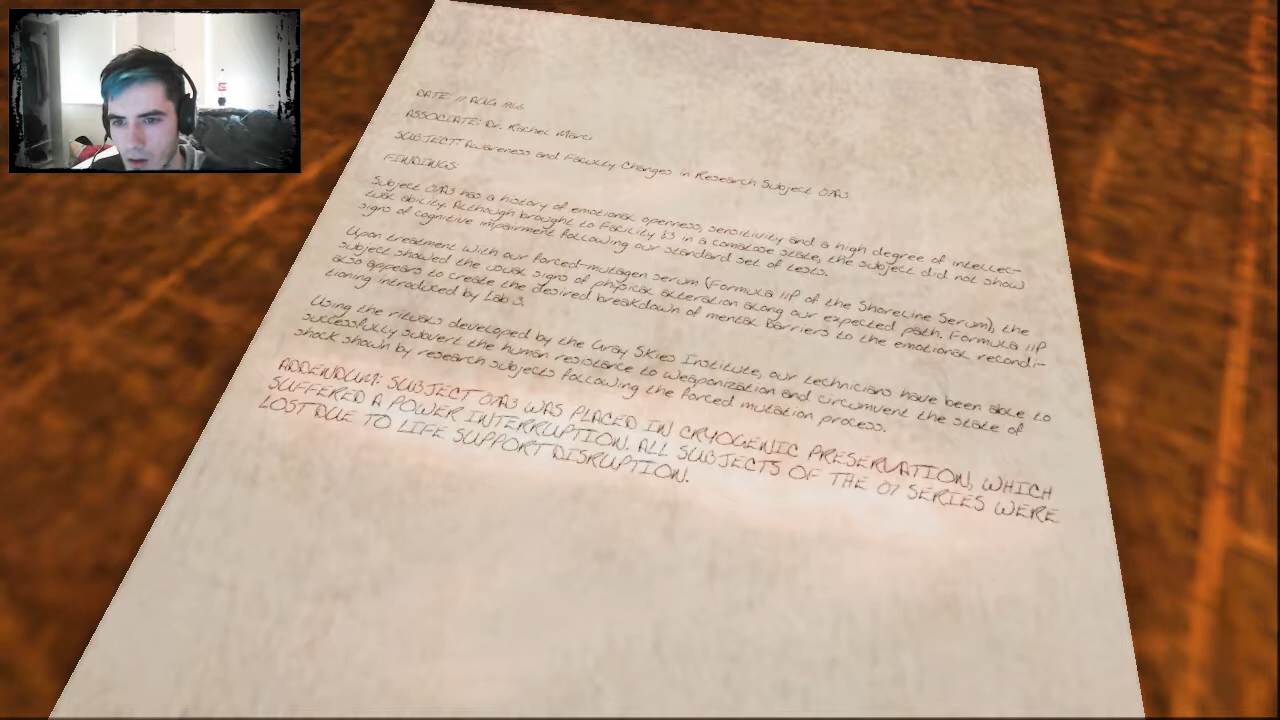 DATE: 11 AUG
ASSOCIATE: Dr. Rachel
SUBJECT: Awareness and Faculty Changes in Research Subject 07A3
FINDINGS:
Subject 07A3 has a history of emotional openness, sensitivity and a high degree of intellec-
tual ability. Although brought to Facility 83 in a comatose state, the subject did not show
signs of cognitive impairment following our standard set of tests.
Upon treatment with our forced-mutagen serum (Formula 11P of the Shoreline Serum), the
subject showed the usual signs of physical alteration along our expected path. Formula 11P
also appears to create the desired breakdown of mental barriers to the emotional recondi-
tioning introduced by Lab 3.
Using the rituals developed by the Gray Skies Institute, our technicians have been able to
successfully subvert the human resistance to weaponization and circumvent the state of
shock shown by research subjects following the forced mutation process.
ADDENDUM: SUBJECT 07A3 WAS PLACED IN CRYOGENIC PRESERVATION, WHICH
SUFFERED A POWER INTERRUPTION. ALL SUBJECTS OF THE 07 SERIES WERE
LOST DUE TO LIFE SUPPORT DISRUPTION.